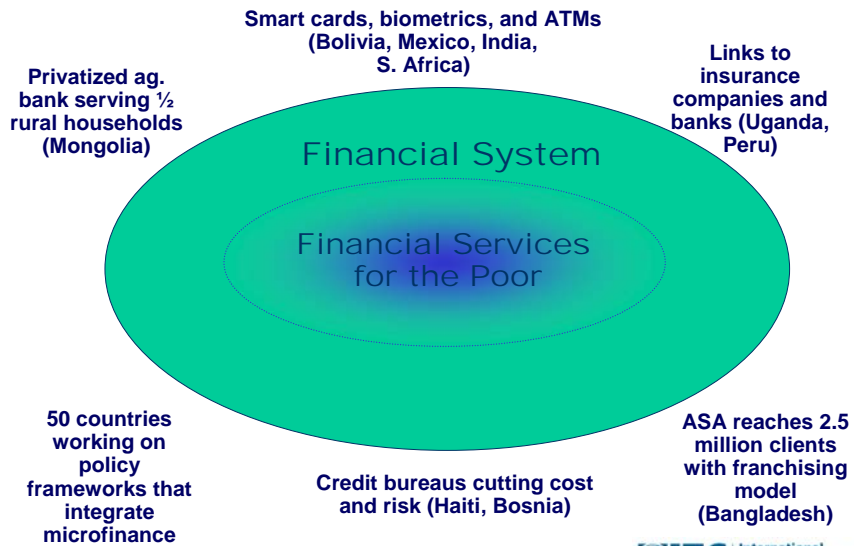 Smart cards, biometrics, and ATMs
(Bolivia, Mexico, India,
S. Africa)
Privatized ag.
bank serving ½
rural households
(Mongolia)
Links to
insurance
companies and
banks (Uganda,
Peru)
Financial System
Financial Services
for the Poor
50 countries
working on
policy
frameworks that
integrate
microfinance
Credit bureaus cutting cost
and risk (Haiti, Bosnia)
ASA reaches 2.5
million clients
with franchising
model
(Bangladesh)